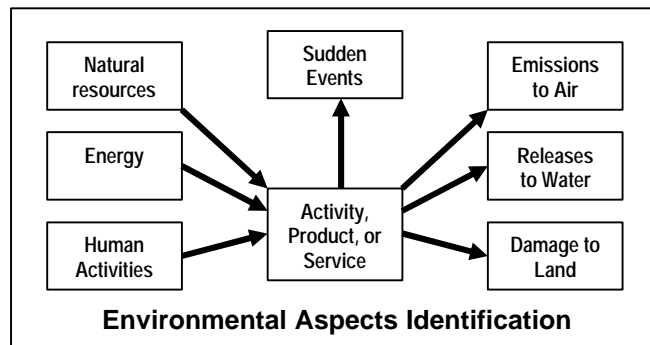 Natural
resources
Sudden
Events
Emissions
to Air
Energy
Releases
to Water
Human
Activities
Activity,
Product, or
Service
Damage to
Land
Environmental Aspects Identification